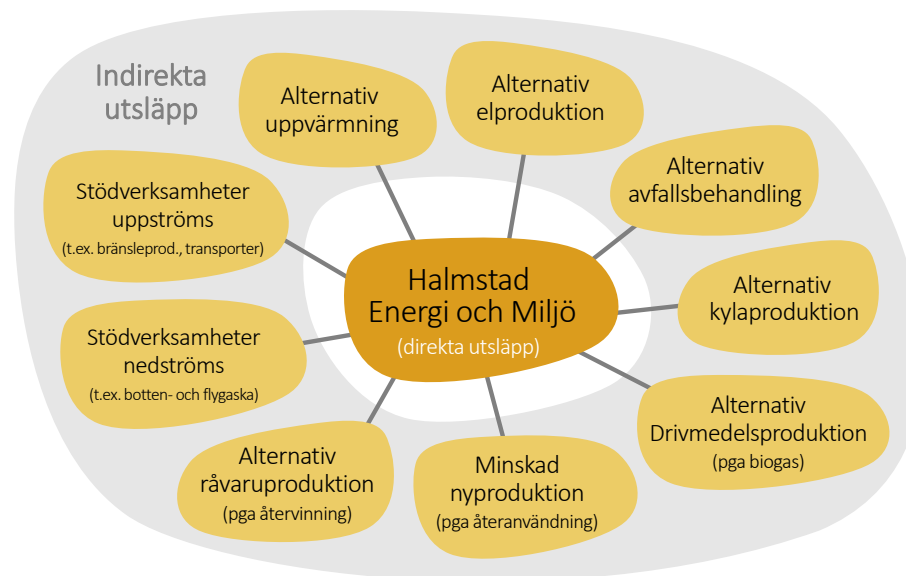 Indirekta
utsläpp
Alternativ
uppvärmning
Alternativ
elproduktion
Alternativ
avfallsbehandling
Stödverksamheter
uppströms
(t.ex. bränsleprod., transporter)
Halmstad
Energi och Miljö
(direkta utsläpp)
Alternativ
kylaproduktion
Stödverksamheter
nedströms
(t.ex. botten- och flygaska)
Alternativ
Drivmedelsproduktion
(pga biogas)
Alternativ
råvaruproduktion
(pga återvinning)
Minskad
nyproduktion
(pga återanvändning)